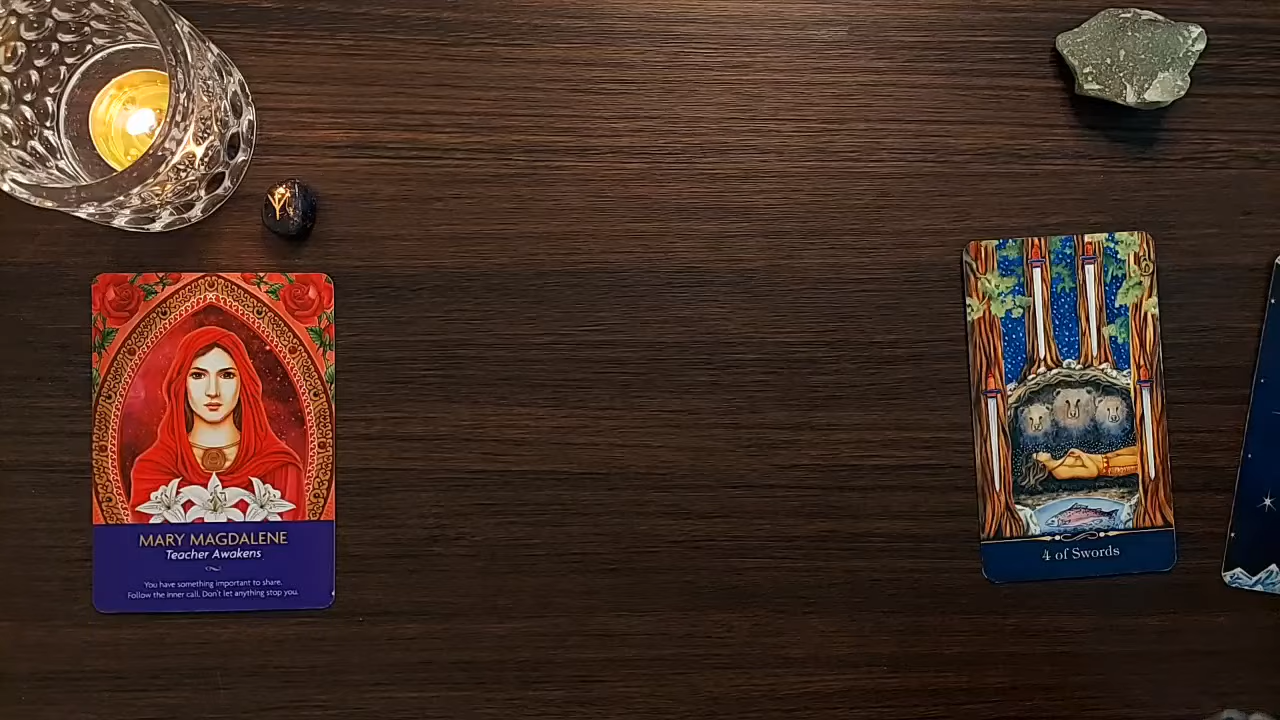 MARY MAGDALENE
Teacher Awakens
You have something important to share.
Follow the inner call. Don't let anything stop you.
4 of Swords